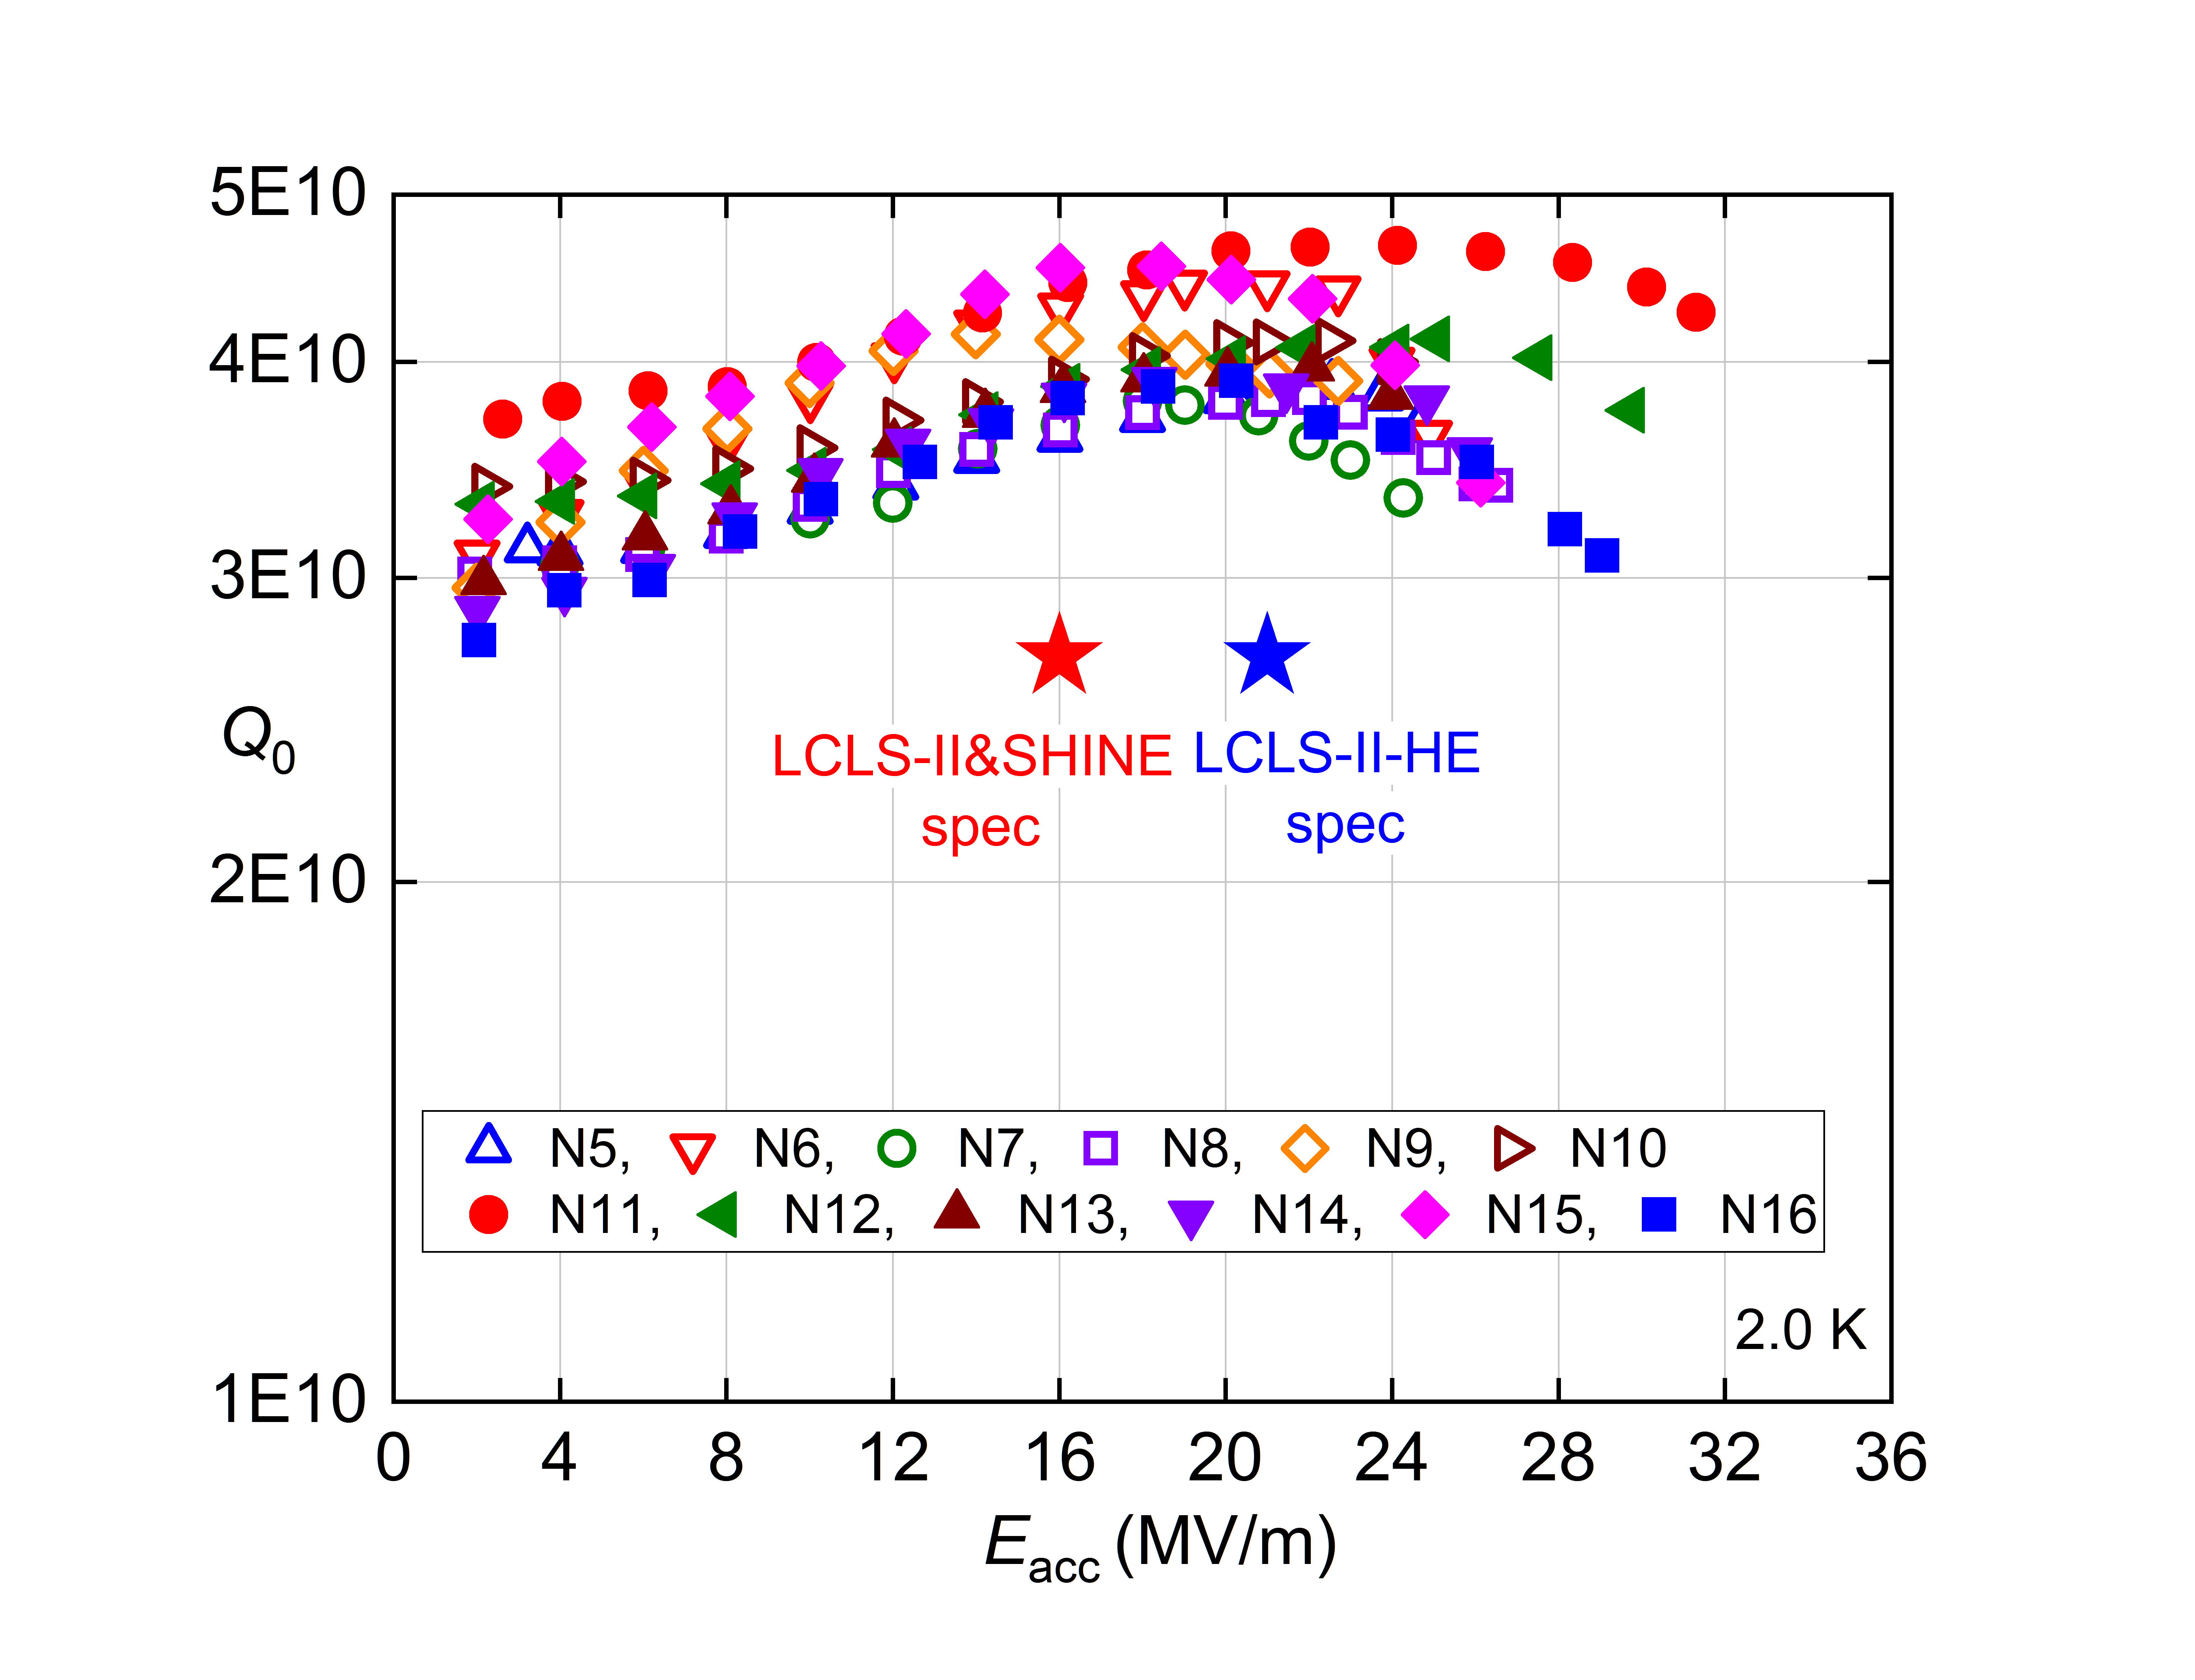 5E10
4E10
3E10
Q0
2E10
1E10
LCLS-II&SHINE
spec
LCLS-II-HE
spec
N5, N6, N7, N8, N9, N10
N11, N12, N13, N14, N15, N16
2.0 K
0 4 8 12 16 20 24 28 32 36
Eacc (MV/m)